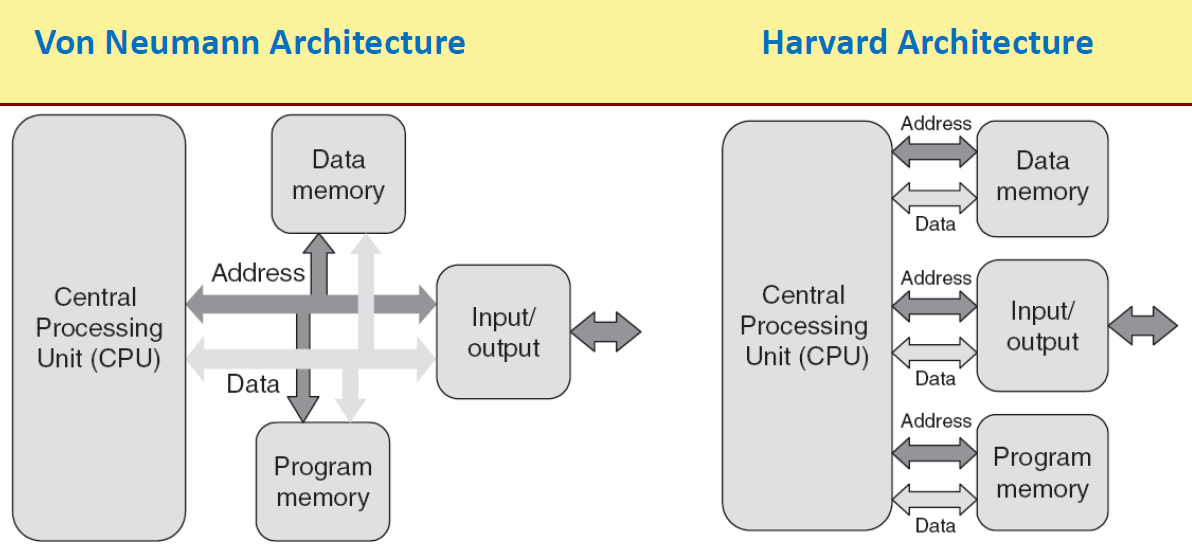 Von Neumann Architecture
Harvard Architecture
Central
Processing
Unit (CPU)
Data
memory
Address
Data
Input/
output
Program
memory
Central
Processing
Unit (CPU)
Address
Data
Data
memory
Address
Data
Input/
output
Address
Data
Program
memory